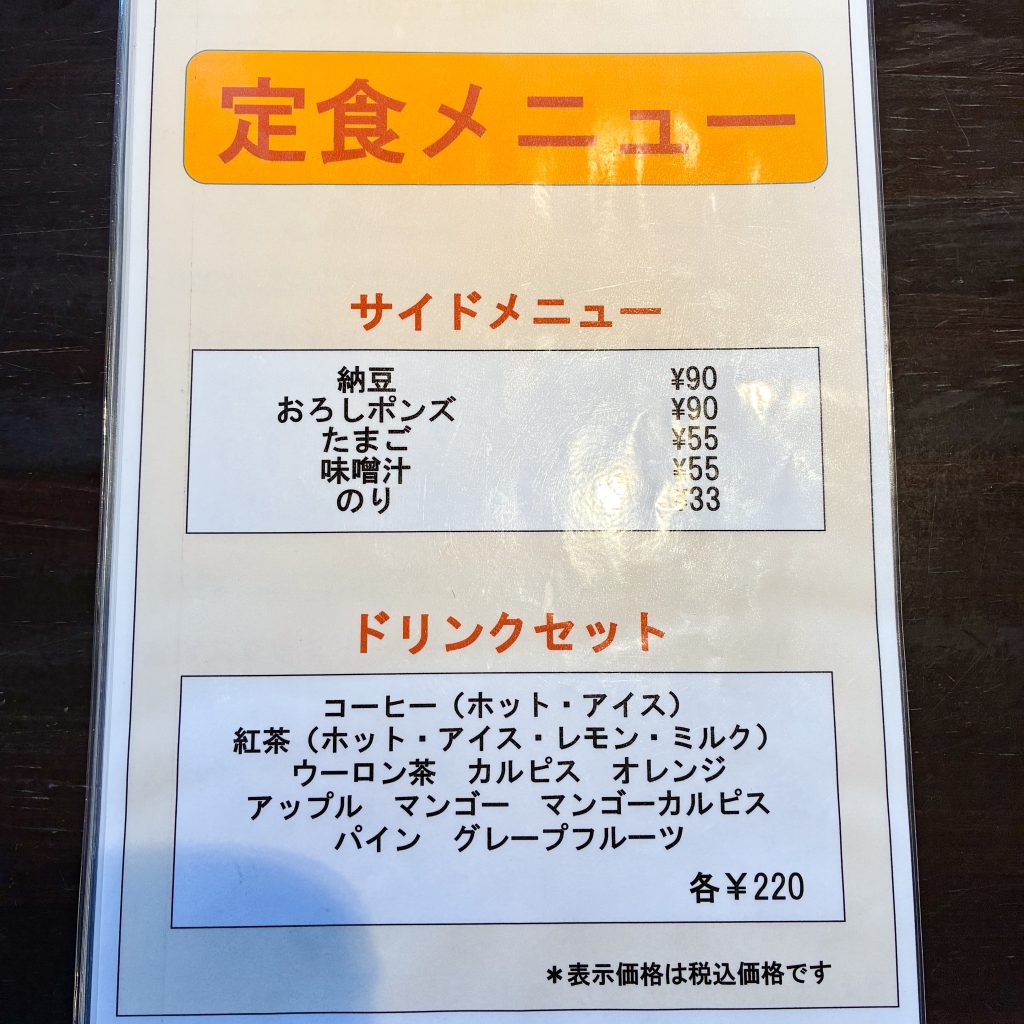 定食メニュー
サイドメニュー
納豆 ¥90
おろしポンズ ¥90
たまご ¥55
味噌汁 ¥55
のり ¥33
ドリンクセット
コーヒー（ホット・アイス）
紅茶（ホット・アイス・レモン・ミルク）
ウーロン茶　カルピス　オレンジ
アップル　マンゴー　マンゴーカルピス
パイン　グレープフルーツ
各￥220
＊表示価格は税込価格です